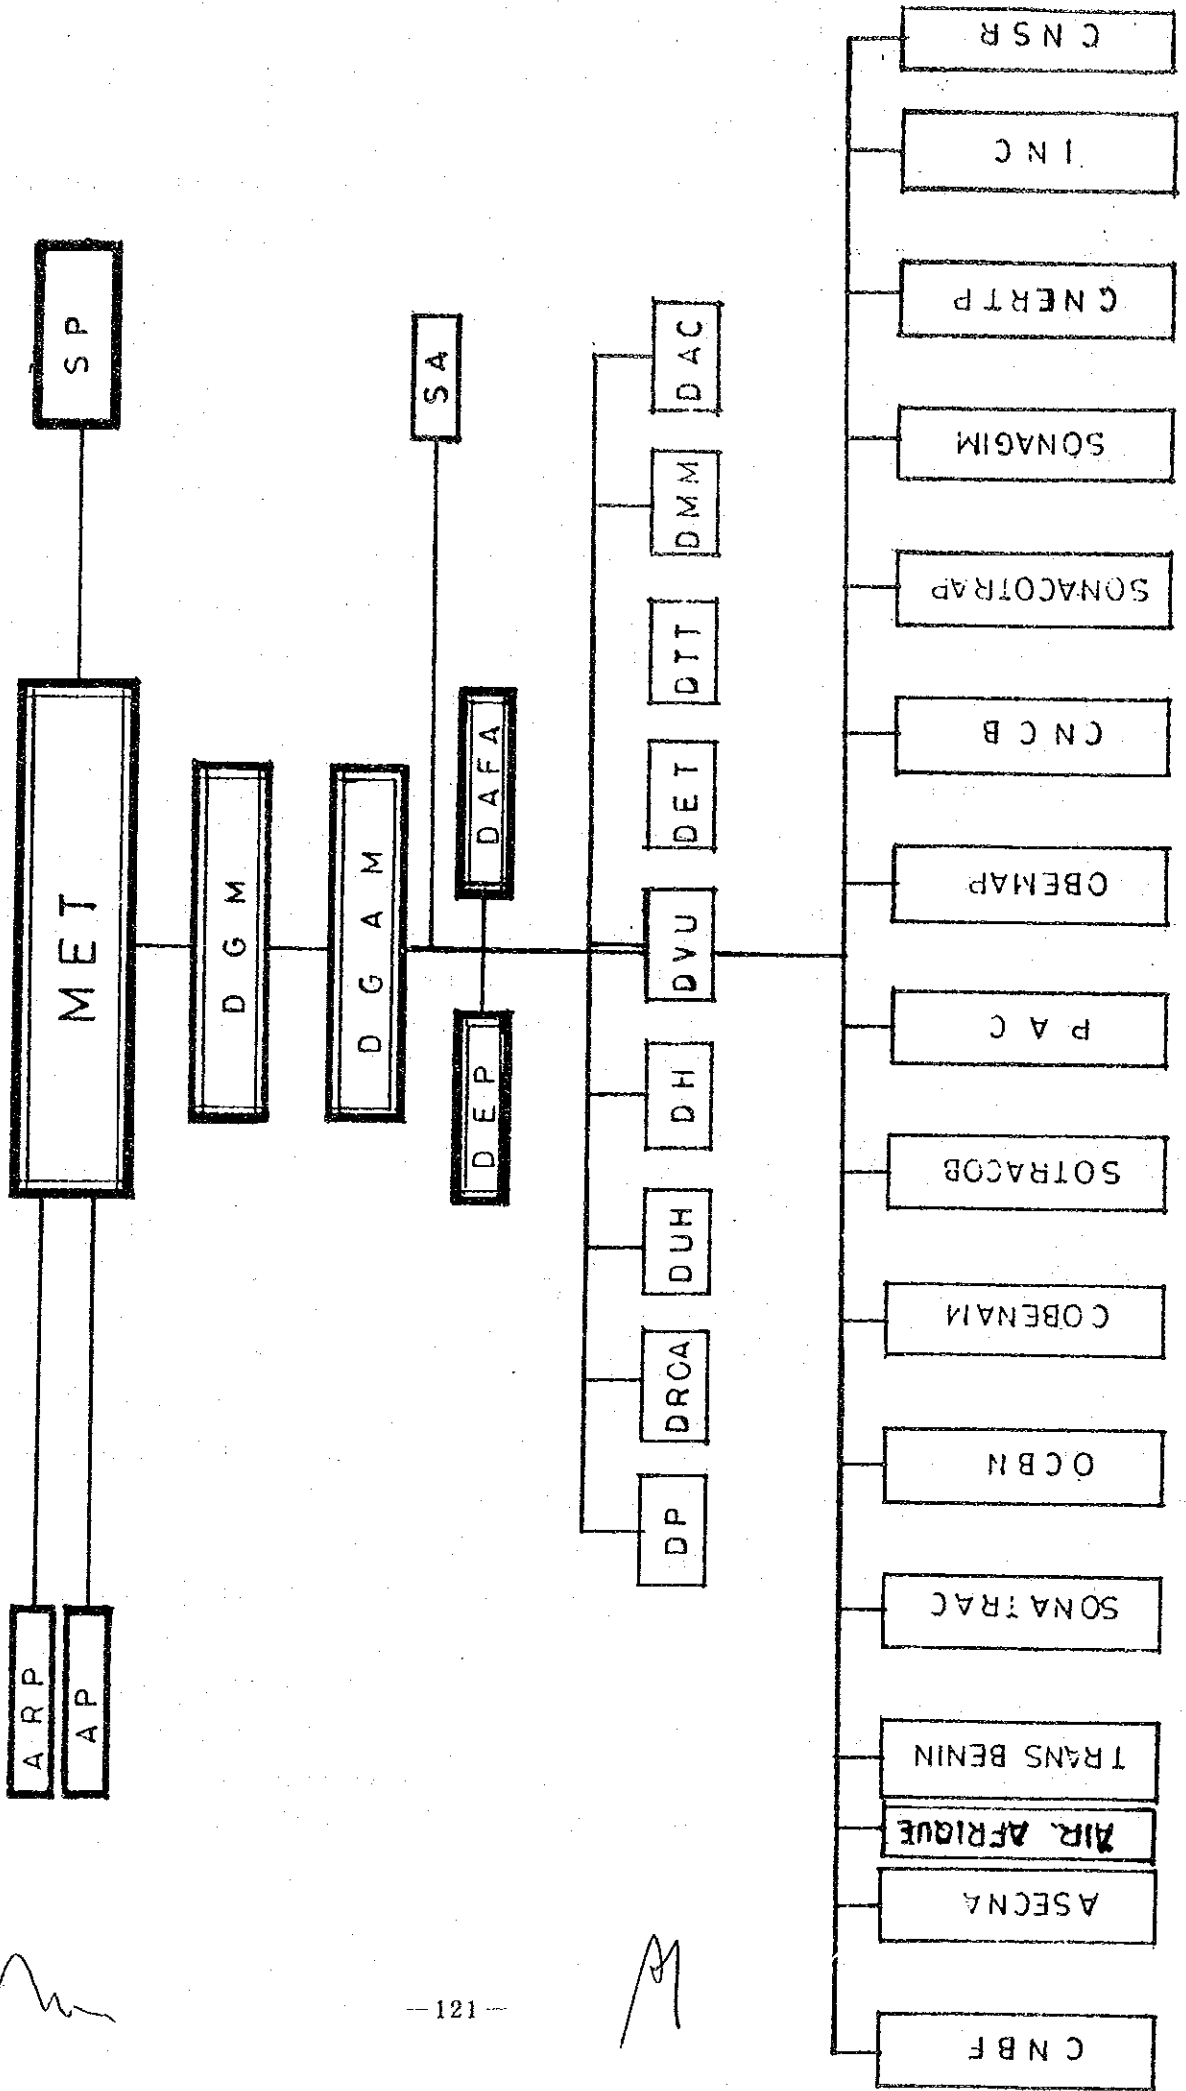 MET
SP
ARP
AP
DGM
DGAM
SA
DEP
DAFA
DP
DRCA
DUH
DH
DVU
DET
DTT
DMM
DAC
CNBF
ASECNA
AIR. AFRIQUE
TRANS BENIN
SONATRAC
OCBN
COBENAM
SOTRACOB
PAC
OBEMAP
CNCB
SONACOTRAP
SONAGIM
CNERTP
INC
CNSR
—121—